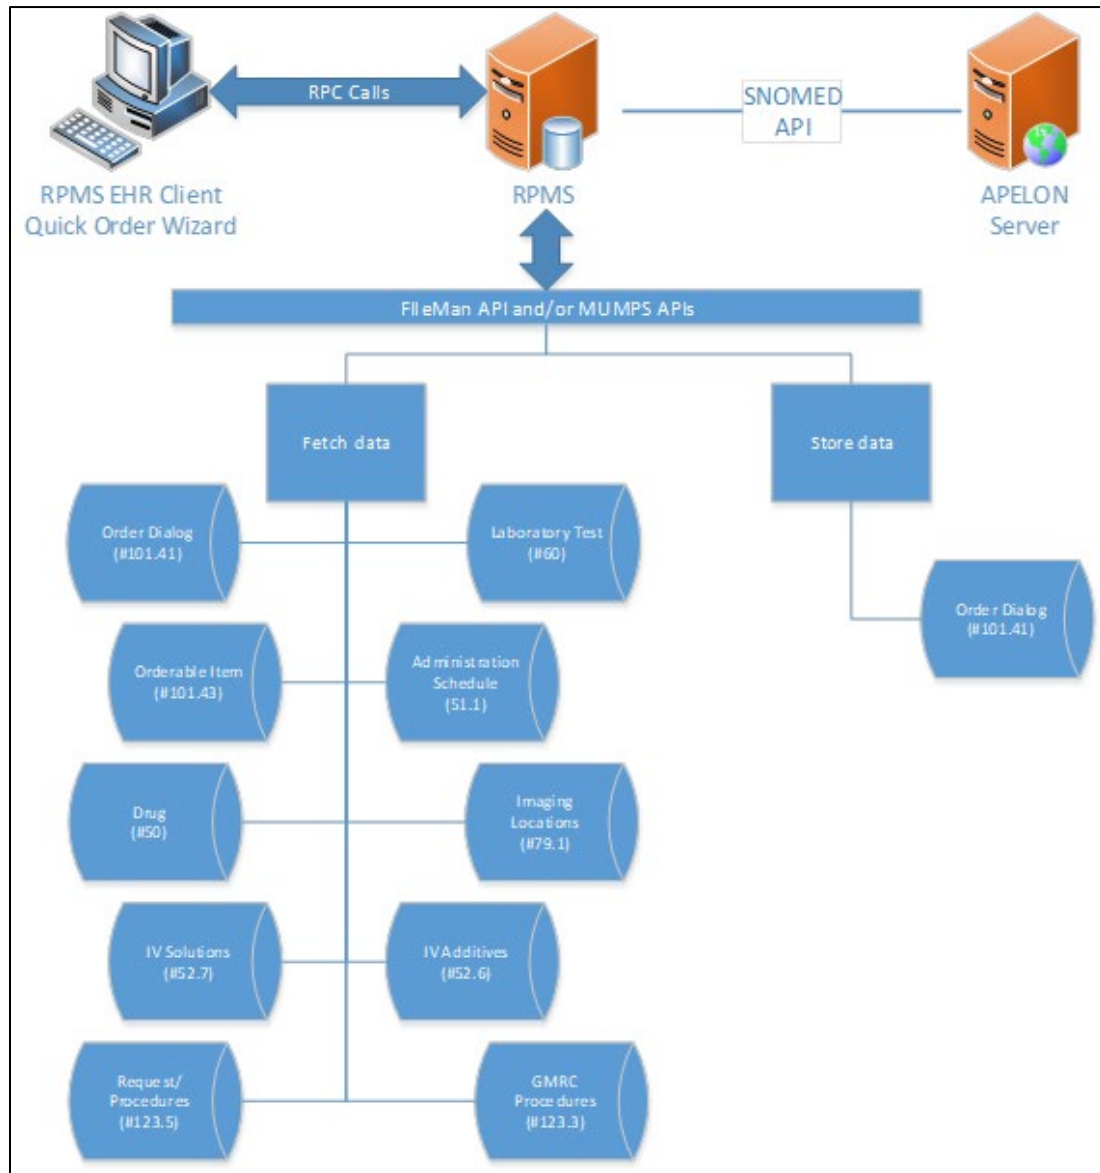 RPC Calls
SNOMED
API
RPMS EHR Client
Quick Order Wizard
RPMS
APELON
Server
FileMan API and/or MUMPS APIs
Fetch data
Store data
Order Dialog
(#101.41)
Laboratory Test
(#60)
Order Dialog
(#101.41)
Orderable Item
(#101.43)
Administration
Schedule
(51.1)
Drug
(#50)
Imaging
Locations
(#79.1)
IV Solutions
(#52.7)
IV Additives
(#52.6)
Request/
Procedures
(#123.5)
GMRC
Procedures
(#123.3)